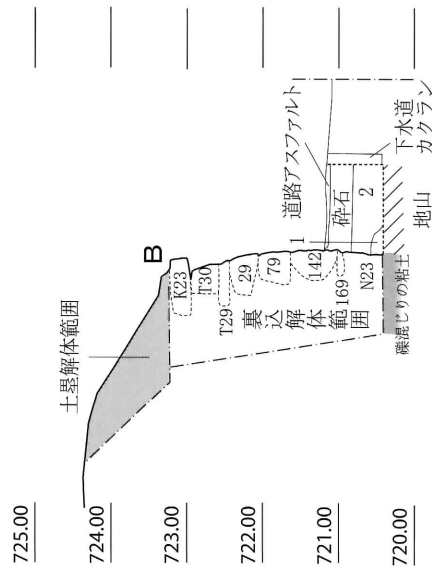 土塁解体範囲
B
K23
T30
T29
29
79
142
169
N23
裏込解体範囲
1
道路アスファルト
砕石
2
下水道
カクラン
地山
礫混じりの粘土
725.00
724.00
723.00
722.00
721.00
720.00